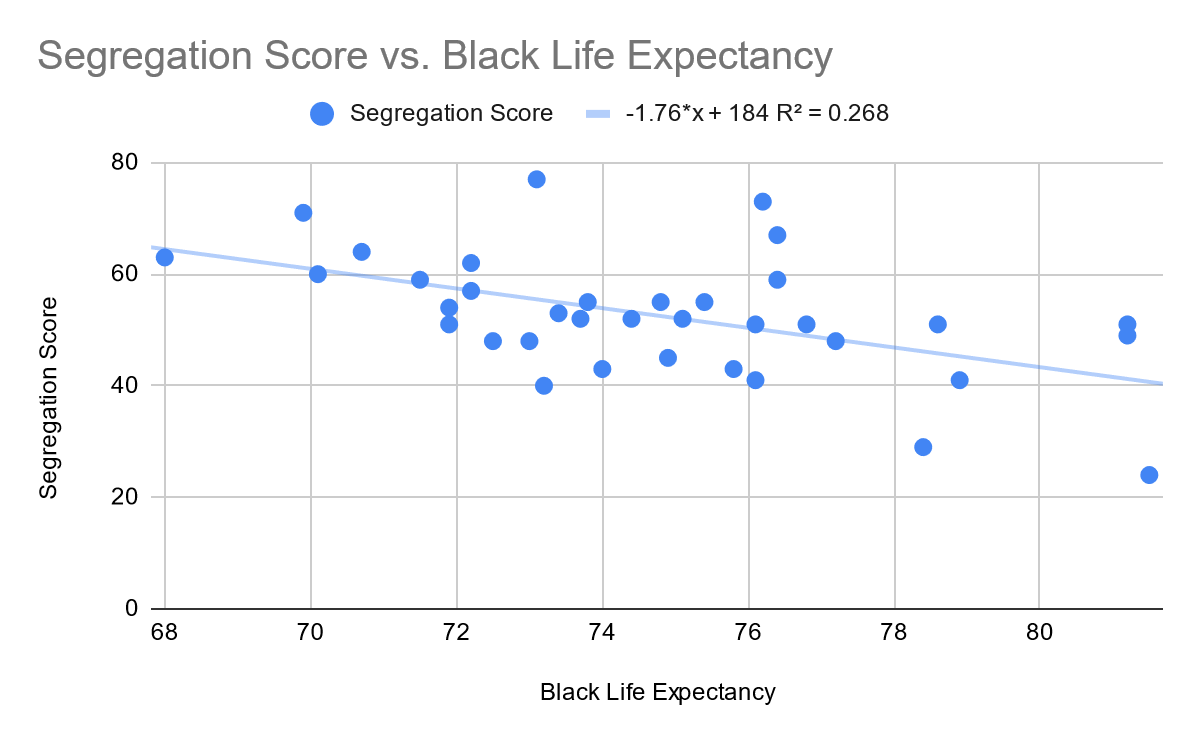 Segregation Score vs. Black Life Expectancy
Segregation Score
-1.76*x + 184 R² = 0.268
80
60
40
20
0
Segregation Score
68 70 72 74 76 78 80
Black Life Expectancy